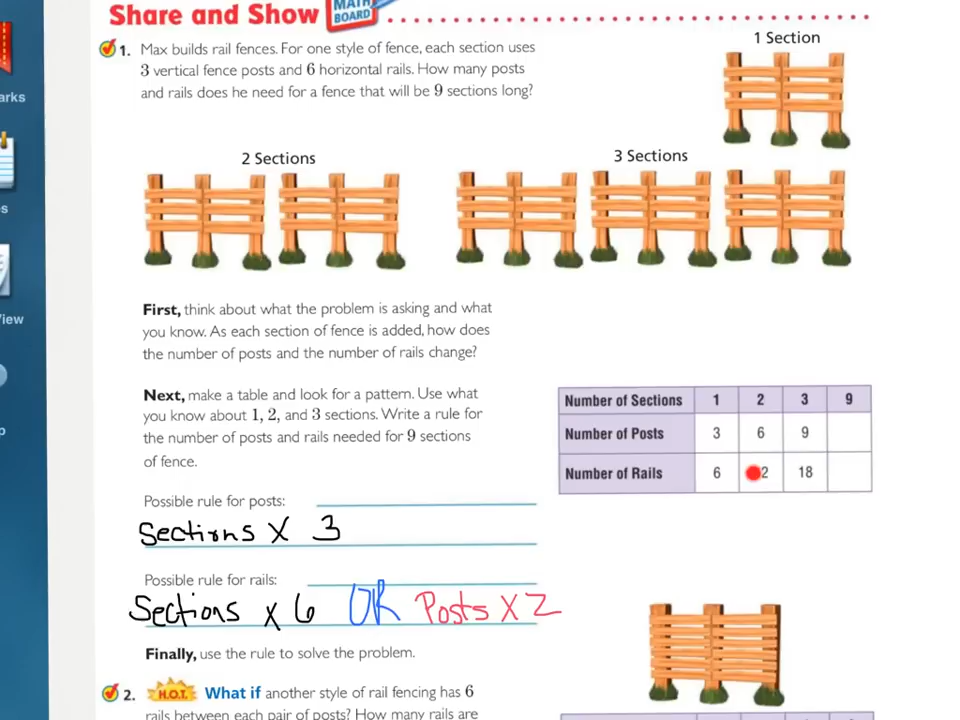 Share and Show
MATH
BOARD
1 Section
1. Max builds rail fences. For one style of fence, each section uses
3 vertical fence posts and 6 horizontal rails. How many posts
and rails does he need for a fence that will be 9 sections long?
2 Sections
3 Sections
First, think about what the problem is asking and what
you know. As each section of fence is added, how does
the number of posts and the number of rails change?
Next, make a table and look for a pattern. Use what
you know about 1, 2, and 3 sections. Write a rule for
the number of posts and rails needed for 9 sections
of fence.
Number of Sections 1 2 3 9
Number of Posts 3 6 9
Number of Rails 6 2 18
Possible rule for posts:
Sections X 3
Possible rule for rails:
Sections x 6 OR Posts X 2
Finally, use the rule to solve the problem.
2. H.O.T. What if another style of rail fencing has 6
rails between each pair of posts? How many rails are
arks
s
View
p